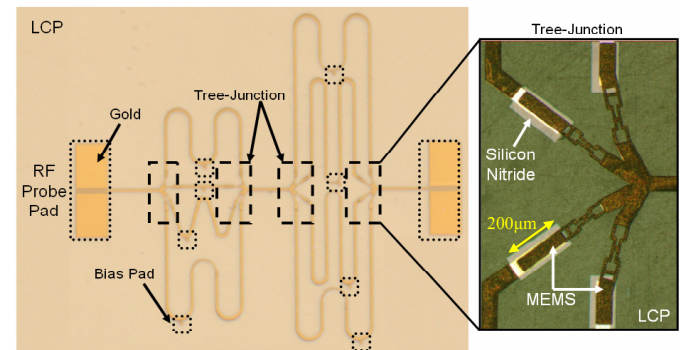 LCP
Tree-Junction
Gold
RF
Probe
Pad
Bias Pad
Tree-Junction
Silicon
Nitride
200μm
MEMS
LCP